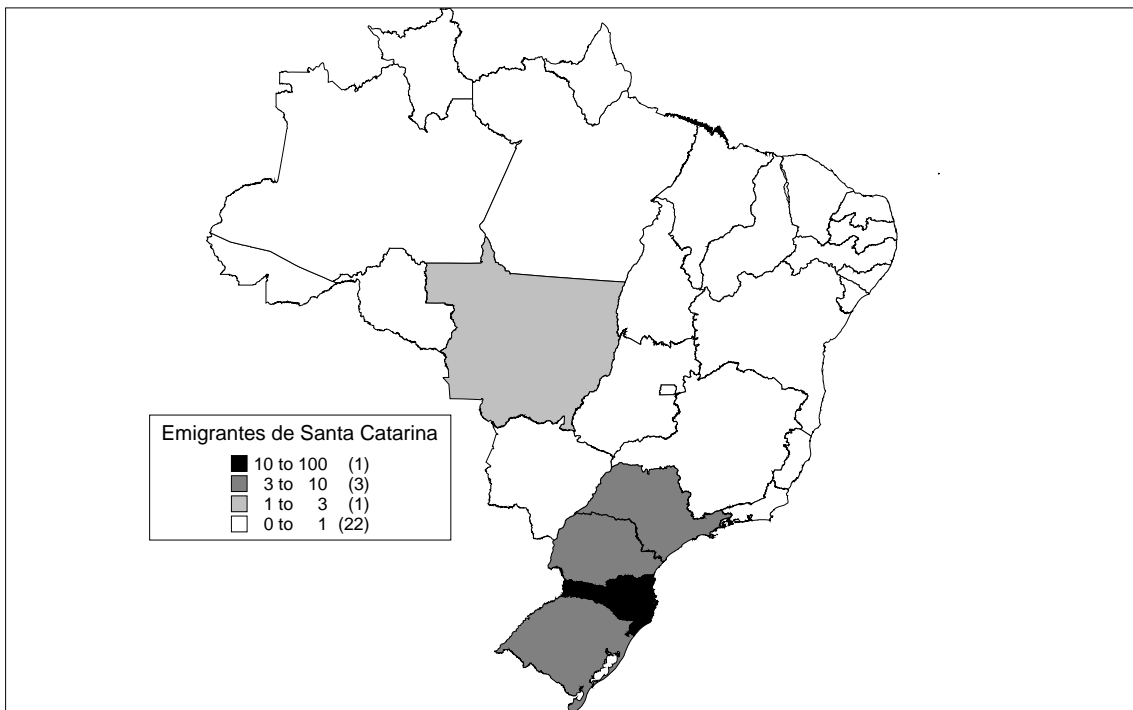 Emigrantes de Santa Catarina
10 to 100 (1)
3 to 10 (3)
1 to 3 (1)
0 to 1 (22)